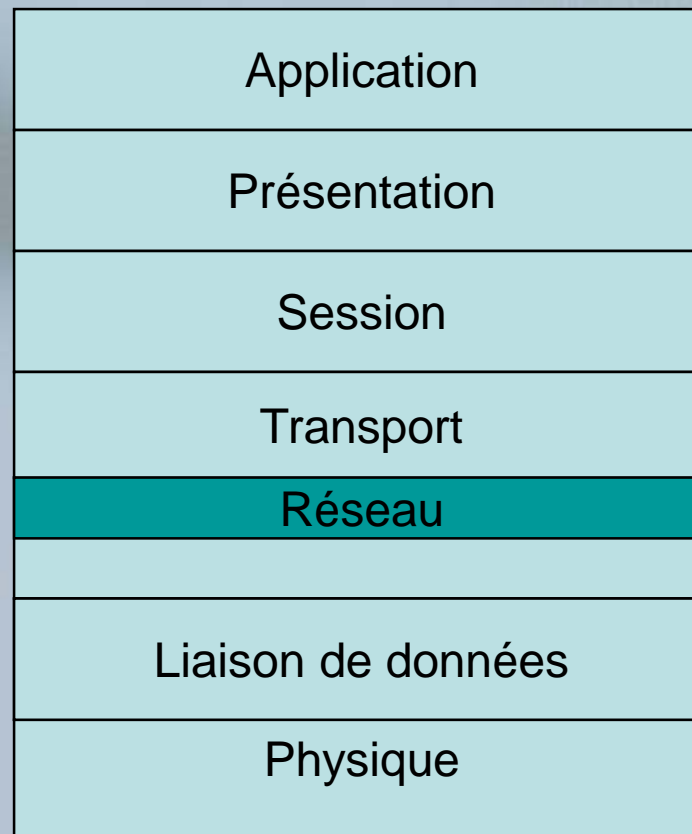 Application
Présentation
Session
Transport
Réseau
Liaison de données
Physique